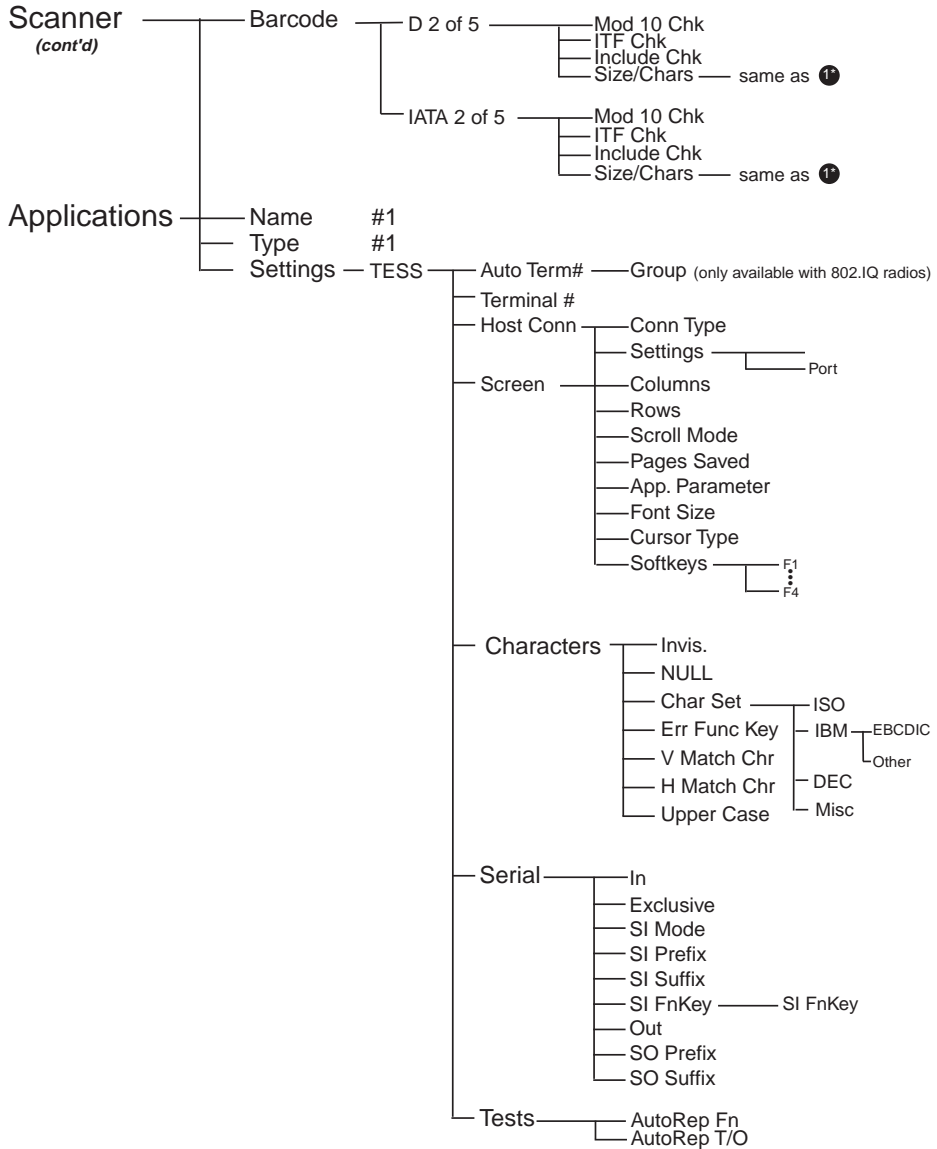 Scanner Barcode D 2 of 5 Mod 10 Chk
(cont'd) ITF Chk
Include Chk
Size/Chars same as 1*
IATA 2 of 5 Mod 10 Chk
ITF Chk
Include Chk
Size/Chars same as 1*
Applications Name #1
Type #1
Settings TESS Auto Term# Group (only available with 802.IQ radios)
Terminal #
Host Conn Conn Type
Settings
Port
Screen Columns
Rows
Scroll Mode
Pages Saved
App. Parameter
Font Size
Cursor Type
Softkeys F1
F4
Characters Invis.
NULL
Char Set ISO
Err Func Key IBM EBCDIC
V Match Chr Other
H Match Chr DEC
Upper Case Misc
Serial In
Exclusive
SI Mode
SI Prefix
SI Suffix
SI FnKey SI FnKey
Out
SO Prefix
SO Suffix
Tests AutoRep Fn
AutoRep T/O